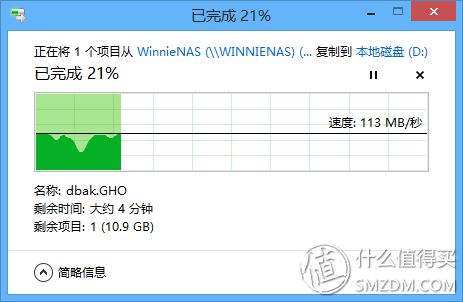 已完成 21%
正在将 1 个项目从 WinnieNAS (\\WINNIENAS) (... 复制到 本地磁盘 (D:)
已完成 21%
速度: 113 MB/秒
名称: dbak.GHO
剩余时间: 大约 4 分钟
剩余项目: 1 (10.9 GB)
简略信息
值 什么值得买
SMZDM.COM